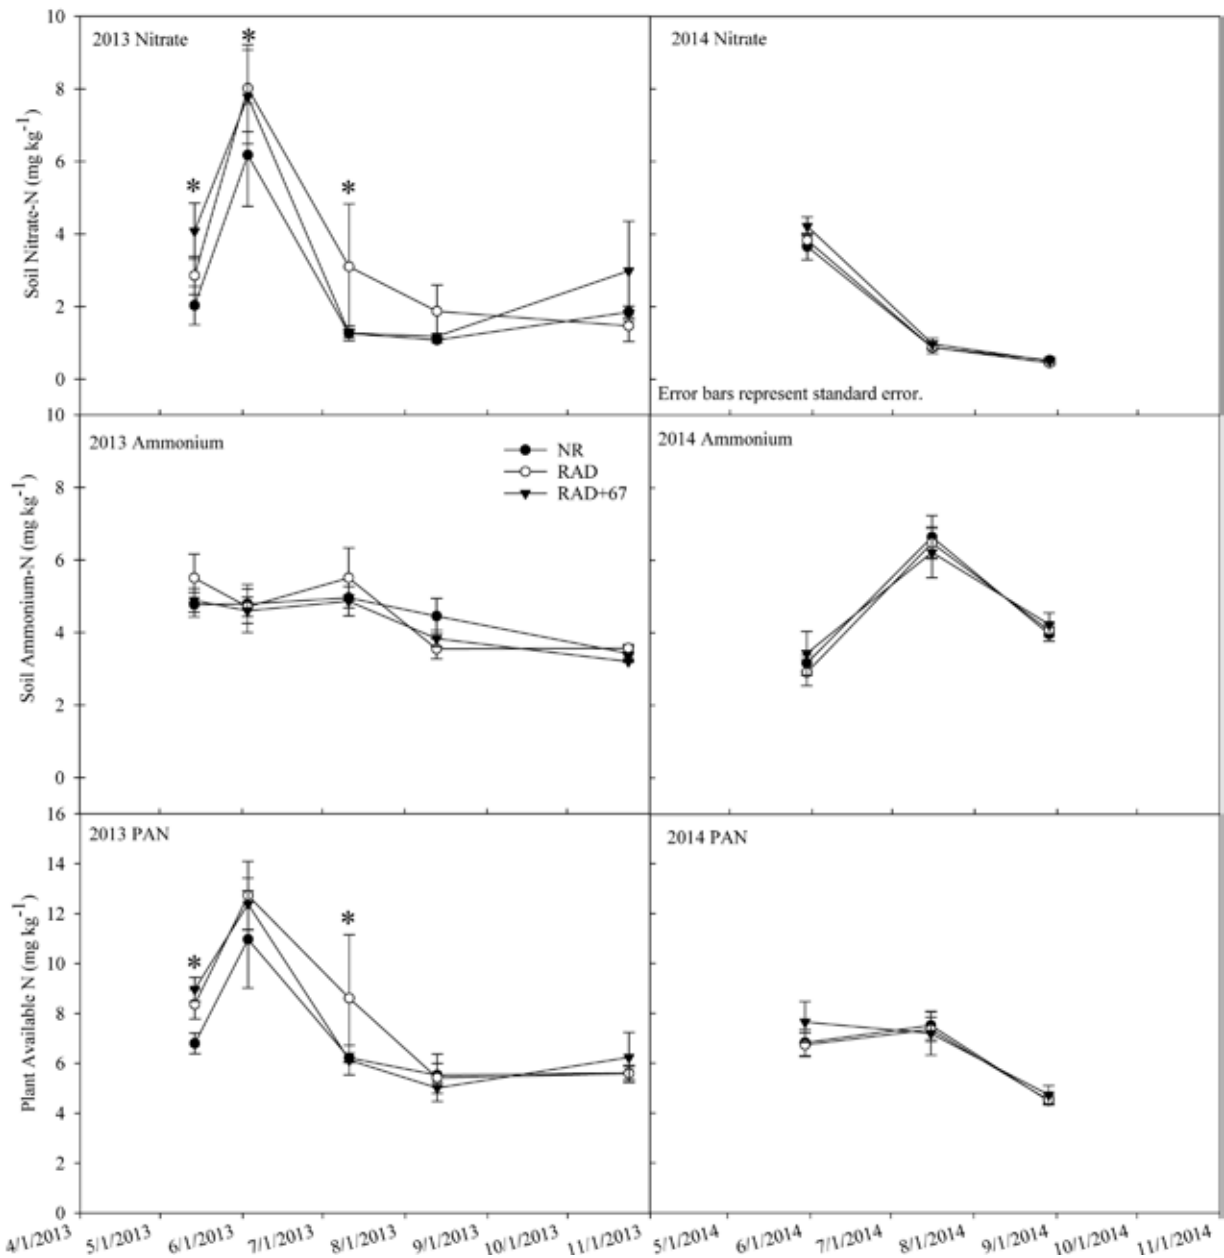 10
8
6
4
2
0
Soil Nitrate-N (mg kg-1)
2013 Nitrate
*
*
*
2014 Nitrate
Error bars represent standard error.
10
8
6
4
2
0
Soil Ammonium-N (mg kg-1)
2013 Ammonium
NR
RAD
RAD+67
2014 Ammonium
16
14
12
10
8
6
4
2
0
Plant Available N (mg kg-1)
2013 PAN
*
*
2014 PAN
4/1/2013 5/1/2013 6/1/2013 7/1/2013 8/1/2013 9/1/2013 10/1/2013 11/1/2013 5/1/2014 6/1/2014 7/1/2014 8/1/2014 9/1/2014 10/1/2014 11/1/2014